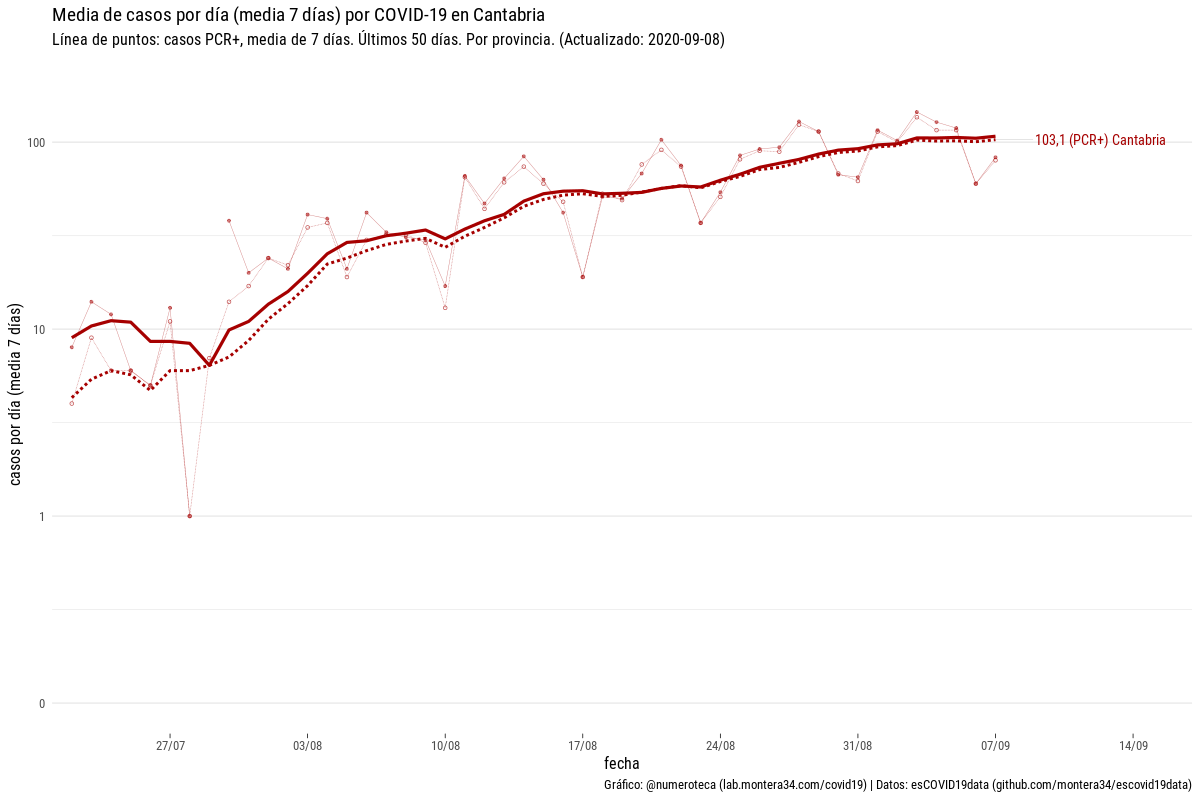 Media de casos por día (media 7 días) por COVID-19 en Cantabria
Línea de puntos: casos PCR+, media de 7 días. Últimos 50 días. Por provincia. (Actualizado: 2020-09-08)
casos por día (media 7 días)
100
10
1
0
103,1 (PCR+) Cantabria
27/07
03/08
10/08
17/08
24/08
31/08
07/09
14/09
fecha
Gráfico: @numeroteca (lab.montera34.com/covid19) | Datos: esCOVID19data (github.com/montera34/escovid19data)